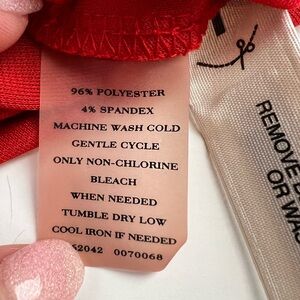 96% POLYESTER
4% SPANDEX
MACHINE WASH COLD
GENTLE CYCLE
ONLY NON-CHLORINE
BLEACH
WHEN NEEDED
TUMBLE DRY LOW
COOL IRON IF NEEDED
52042 0070068
REMOVE
OR